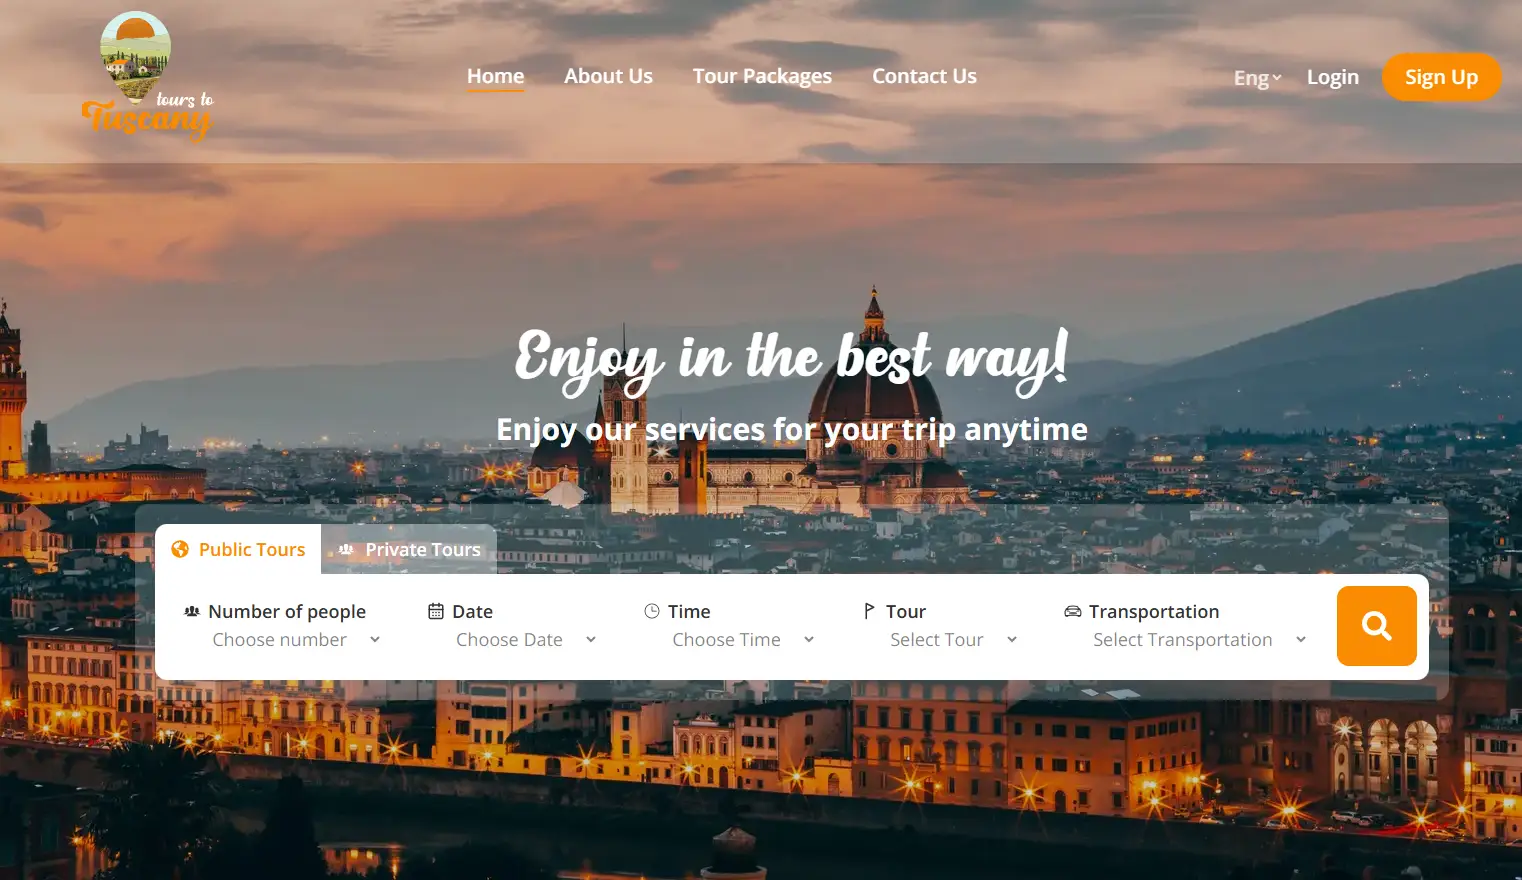 tours to
Tuscany
Home
About Us
Tour Packages
Contact Us
Eng
Login
Sign Up
Enjoy in the best way!
Enjoy our services for your trip anytime
Public Tours
Private Tours
Number of people
Choose number
Date
Choose Date
Time
Choose Time
Tour
Select Tour
Transportation
Select Transportation